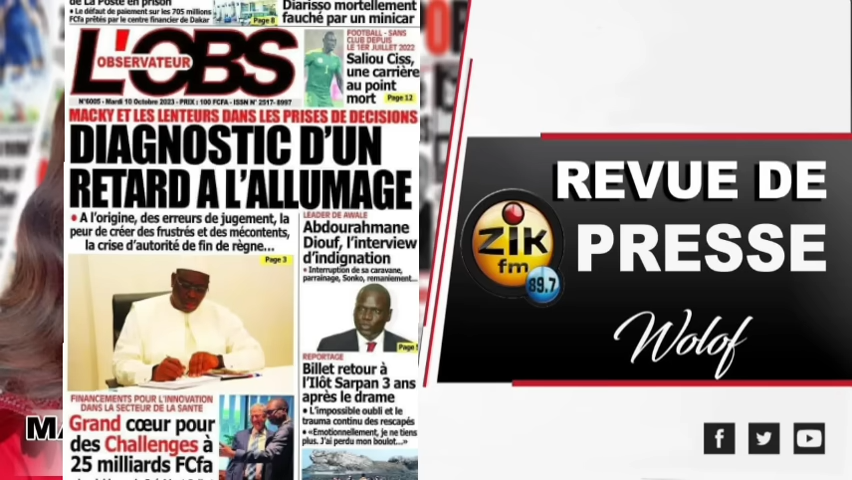 de La Poste en prison
• Le défaut de paiement sur les 705 millions
FCfa prêtés par le centre financier de Dakar
Page 8
Diarisso mortellement
fauché par un minicar
L'OBS
OBSERVATEUR
N°6005 - Mardi 10 Octobre 2023 - PRIX : 100 FCFA - ISSN N° 2517- 8997
FOOTBALL - SANS
CLUB DEPUIS
LE 1ER JUILLET 2022
Saliou Ciss,
une carrière
au point
mort
Page 12
MACKY ET LES LENTEURS DANS LES PRISES DE DECISIONS
DIAGNOSTIC D'UN
RETARD A L'ALLUMAGE
• A l'origine, des erreurs de jugement, la
peur de créer des frustrés et des mécontents,
la crise d'autorité de fin de règne...
Page 3
LEADER DE AWALE
Abdourahmane
Diouf, l'interview
d'indignation
• Interruption de sa caravane,
parrainage, Sonko, remaniement...
Page
REPORTAGE
Billet retour à
l'Ilôt Sarpan 3 ans
après le drame
• L'impossible oubli et le
trauma continu des rescapés
• «Emotionnellement, je ne tiens
plus. J'ai perdu mon boulot...»
FINANCEMENTS POUR L'INNOVATION
DANS LA SECTEUR DE LA SANTE
Grand cœur pour
des Challenges à
25 milliards FCfa
MA
REVUE DE
PRESSE
ZIK
fm
89.7
Wolof